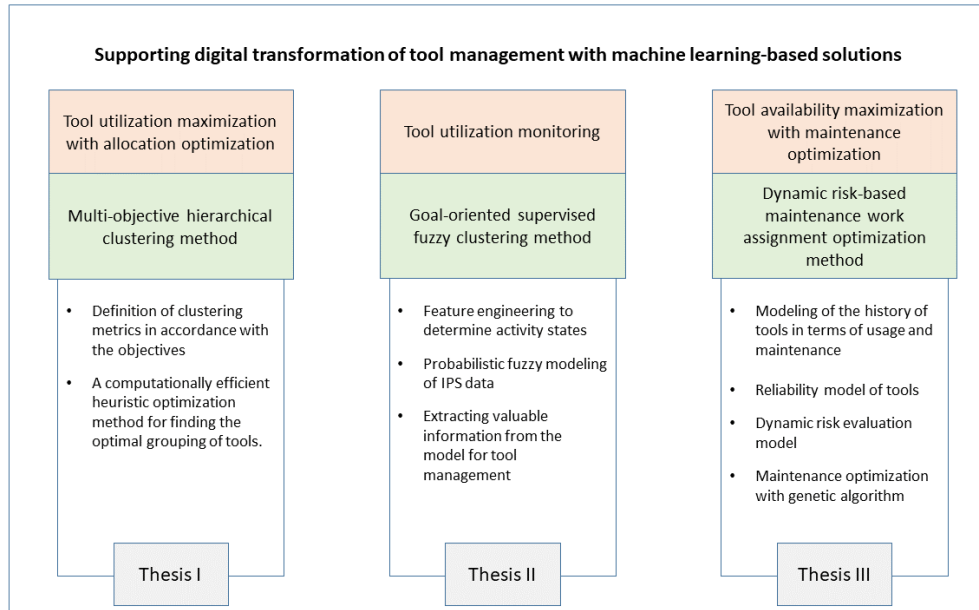 Supporting digital transformation of tool management with machine learning-based solutions
Tool utilization maximization
with allocation optimization
Multi-objective hierarchical
clustering method
• Definition of clustering
metrics in accordance with
the objectives
• A computationally efficient
heuristic optimization
method for finding the
optimal grouping of tools.
Thesis I
Tool utilization monitoring
Goal-oriented supervised
fuzzy clustering method
• Feature engineering to
determine activity states
• Probabilistic fuzzy modeling
of IPS data
• Extracting valuable
information from the
model for tool
management
Thesis II
Tool availability maximization
with maintenance
optimization
Dynamic risk-based
maintenance work
assignment optimization
method
• Modeling of the history of
tools in terms of usage and
maintenance
• Reliability model of tools
• Dynamic risk evaluation
model
• Maintenance optimization
with genetic algorithm
Thesis III